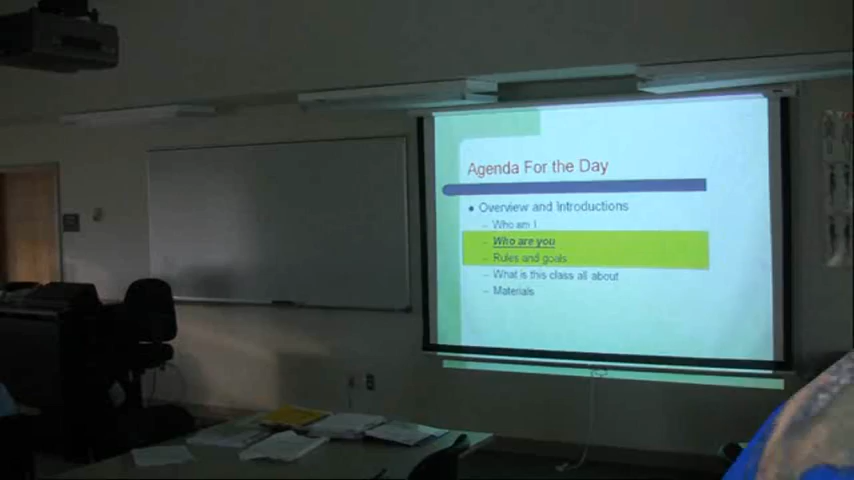 Agenda For the Day
• Overview and Introductions
– Who am I
– Who are you
– Rules and goals
– What is this class all about
– Materials